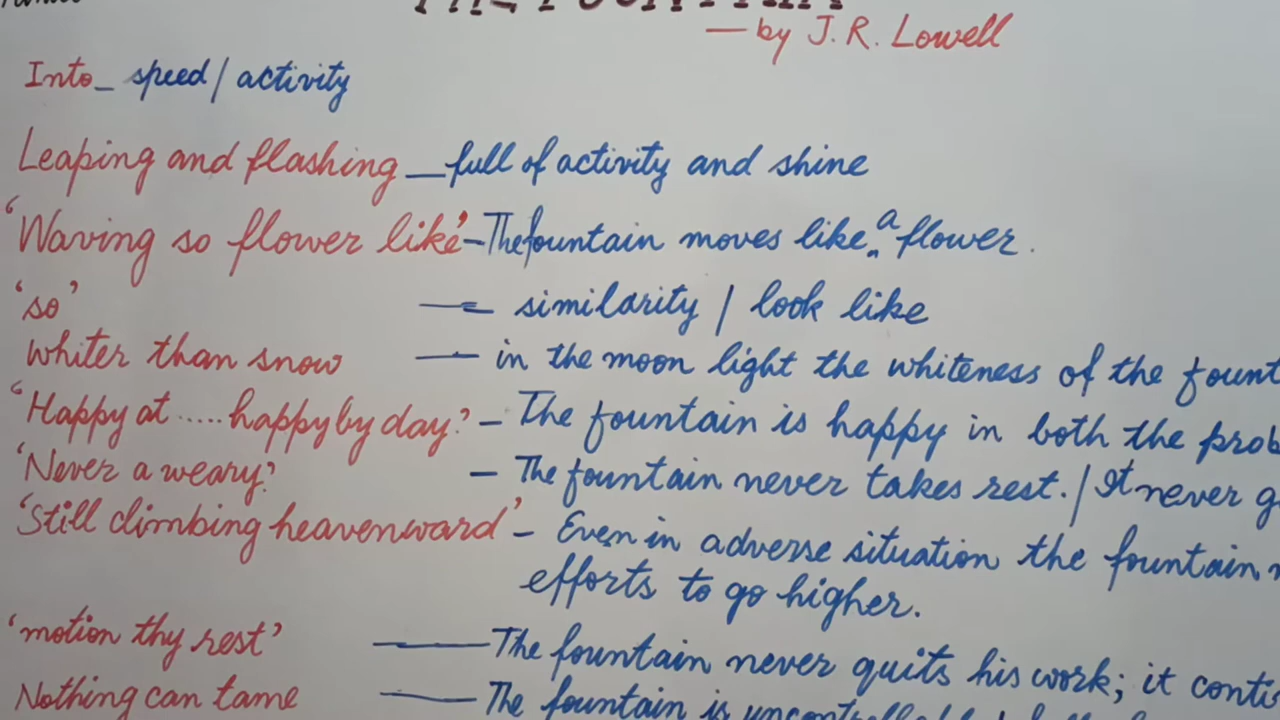 THE FOUNTAIN
— by J. R. Lowell
Into_ speed / activity
Leaping and flashing — full of activity and shine
'Waving so flower like' - The fountain moves like a flower.
'so' — similarity / look like
whiter than snow — in the moon light the whiteness of the fount
'Happy at ..... happy by day.' - The fountain is happy in both the prob
'Never a weary.' - The fountain never takes rest. / It never g
'Still climbing heavenward' - Even in adverse situation the fountain
efforts to go higher.
'motion thy rest' — The fountain never quits his work; it conti
Nothing can tame — The fountain is uncontrollable